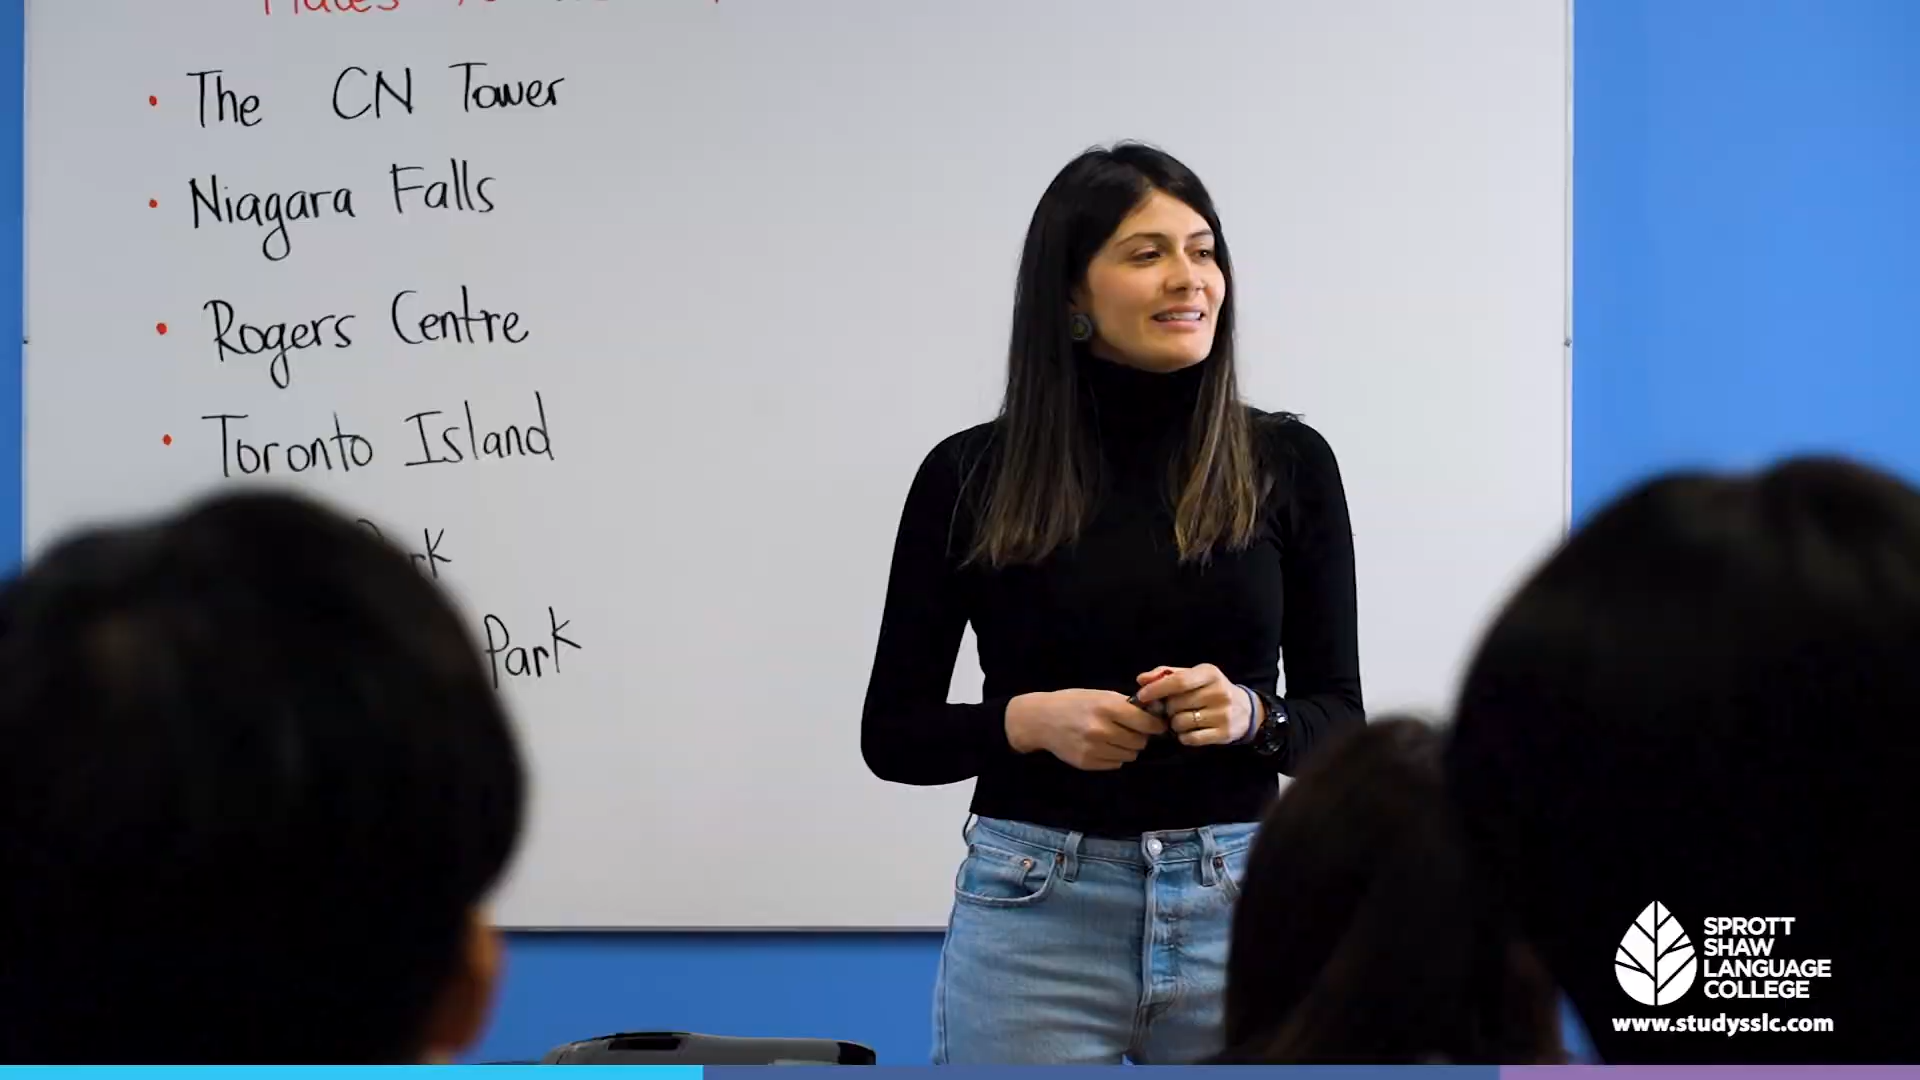 The CN Tower
Niagara Falls
Rogers Centre
Toronto Island
Park
SPROTT
SHAW
LANGUAGE
COLLEGE
www.studysslc.com